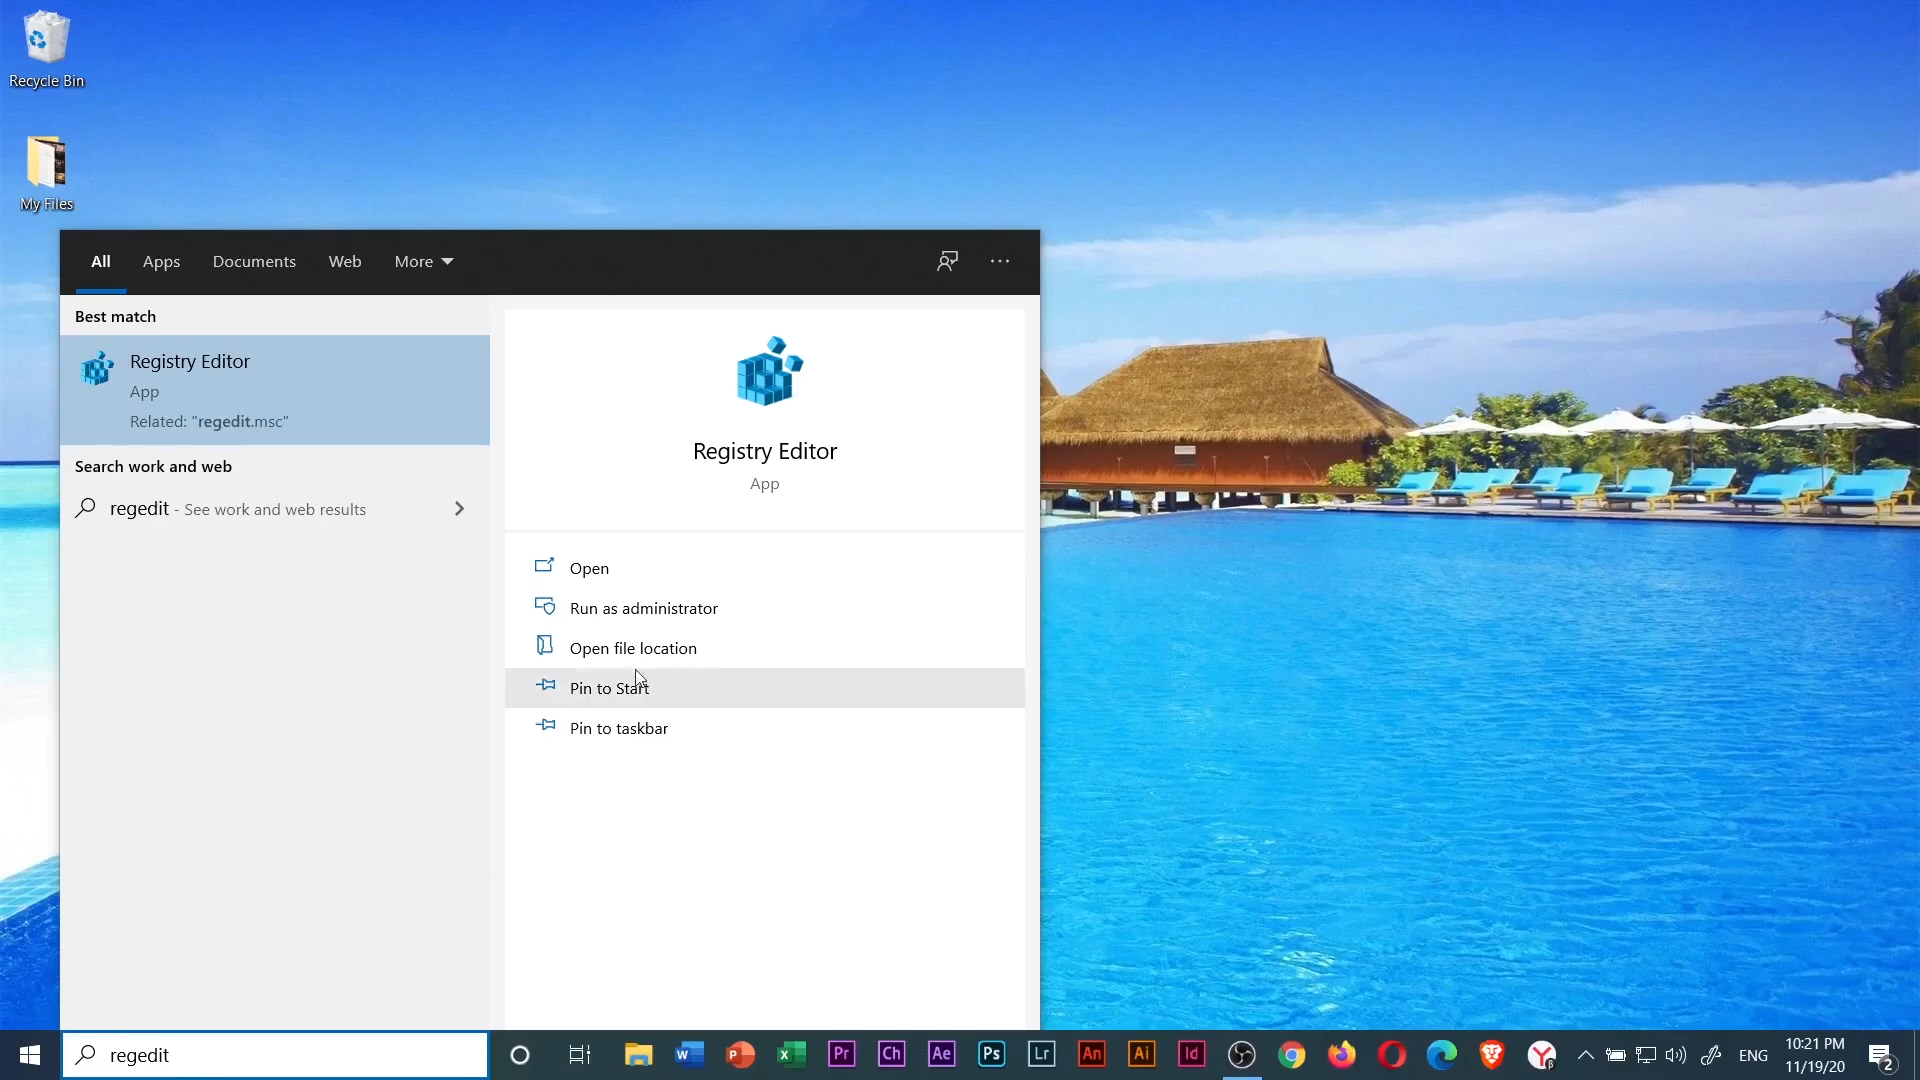 Recycle Bin
My Files
All Apps Documents Web More
Best match
Registry Editor
App
Related: "regedit.msc"
Search work and web
regedit - See work and web results
Registry Editor
App
Open
Run as administrator
Open file location
Pin to Start
Pin to taskbar
regedit
W P X Pr Ch Ae Ps Lr An Ai Id Y β
ENG
10:21 PM
11/19/20
2